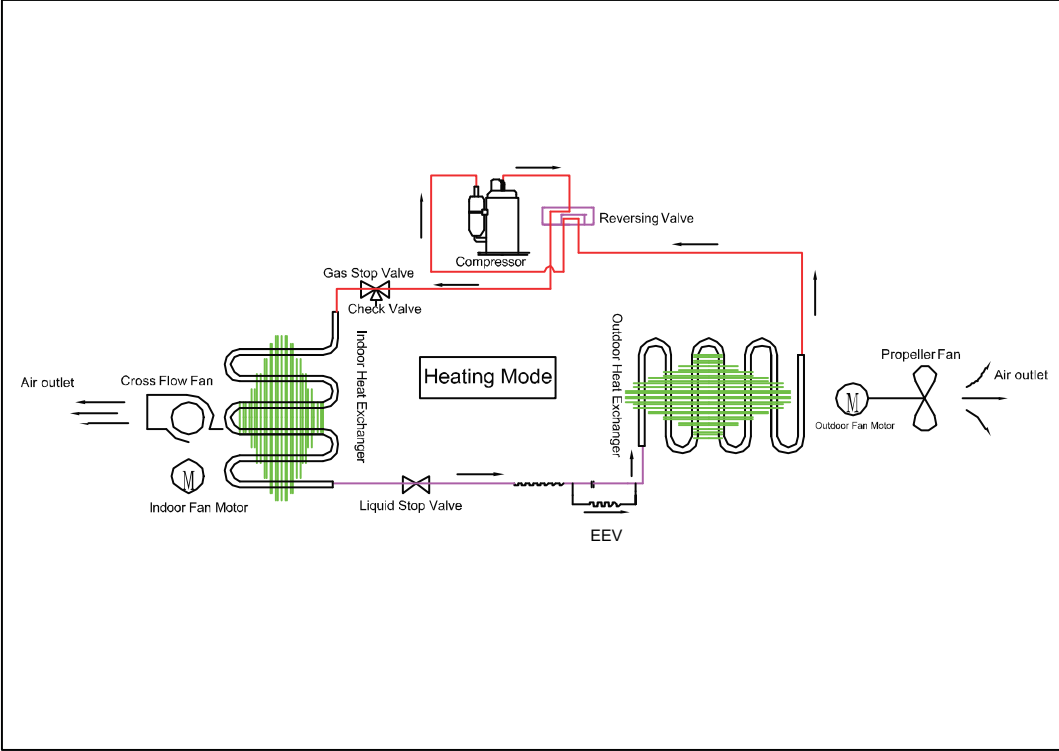 Reversing Valve
Compressor
Gas Stop Valve
Check Valve
Indoor Heat Exchanger
Outdoor Heat Exchanger
Heating Mode
Propeller Fan
Air outlet
Cross Flow Fan
Air outlet
M
Outdoor Fan Motor
M
Indoor Fan Motor
Liquid Stop Valve
EEV